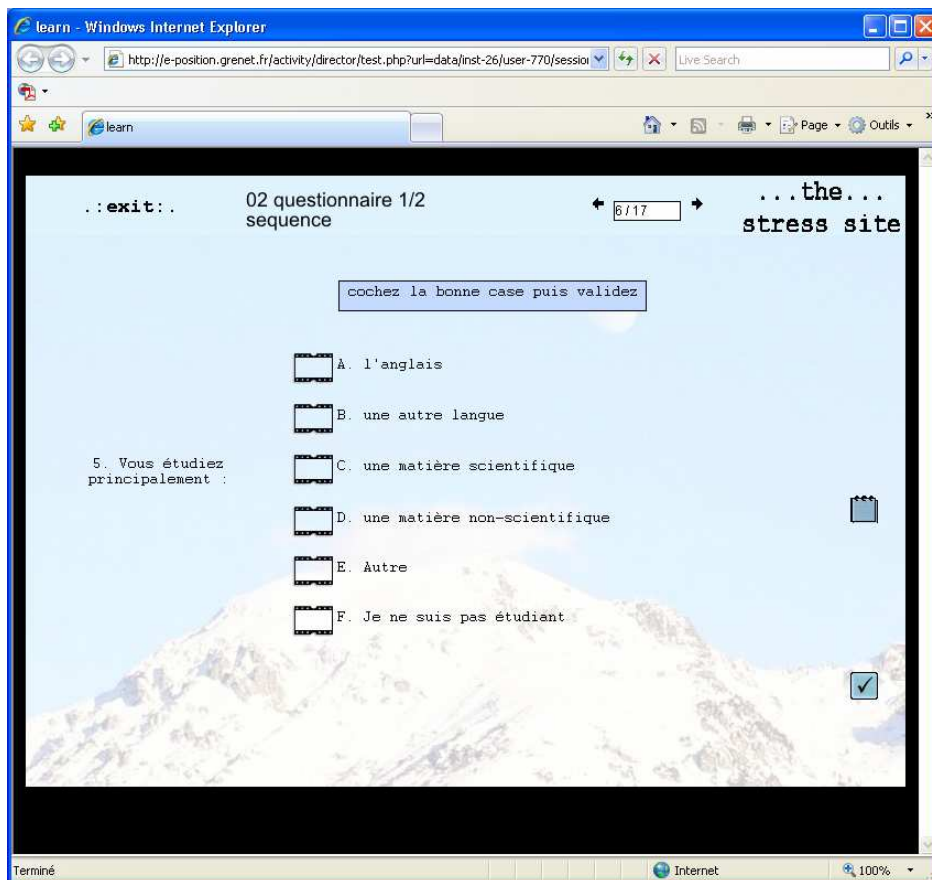 learn - Windows Internet Explorer
http://e-position.grenet.fr/activity/director/test.php?url=data/inst-26/user-770/session
Live Search
learn
Page
Outils
»
.:exit:.
02 questionnaire 1/2
sequence
6/17
...the...
stress site
cochez la bonne case puis validez
A. l'anglais
B. une autre langue
5. Vous étudiez
principalement :
C. une matière scientifique
D. une matière non-scientifique
E. Autre
F. Je ne suis pas étudiant
Terminé
Internet
100%